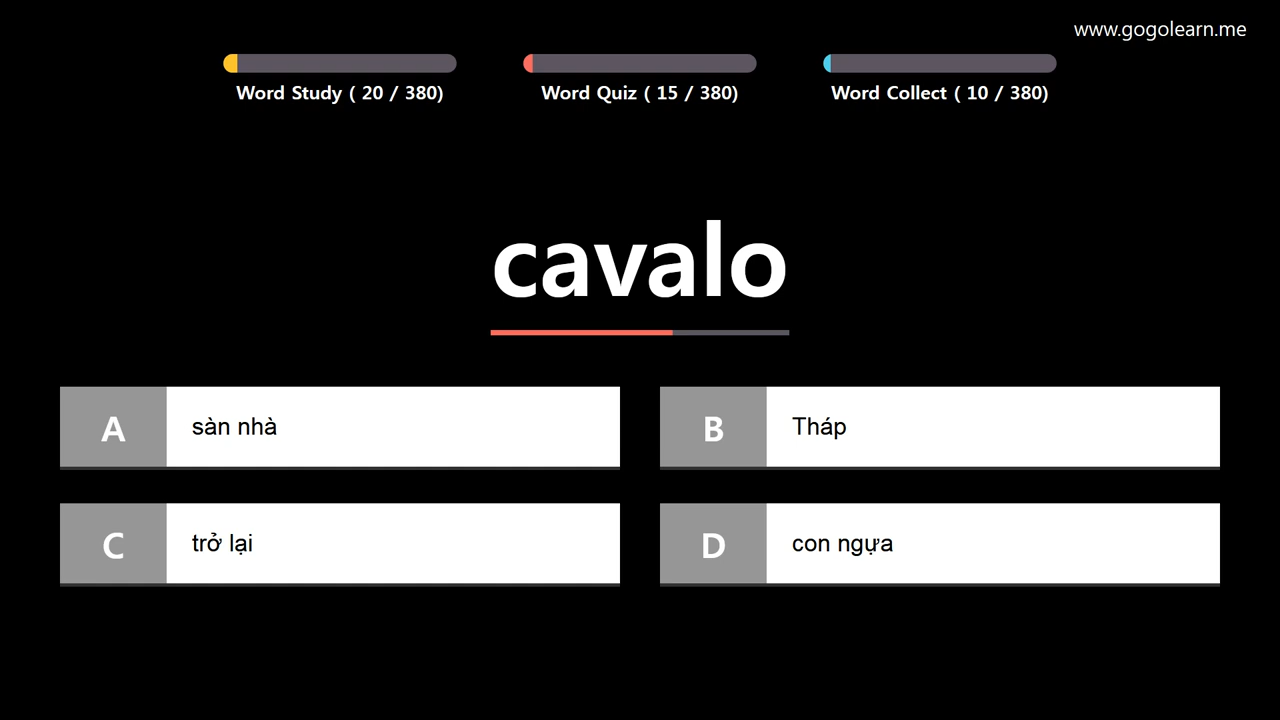 www.gogolearn.me
Word Study ( 20 / 380)
Word Quiz ( 15 / 380)
Word Collect ( 10 / 380)
cavalo
A sàn nhà
B Tháp
C trở lại
D con ngựa